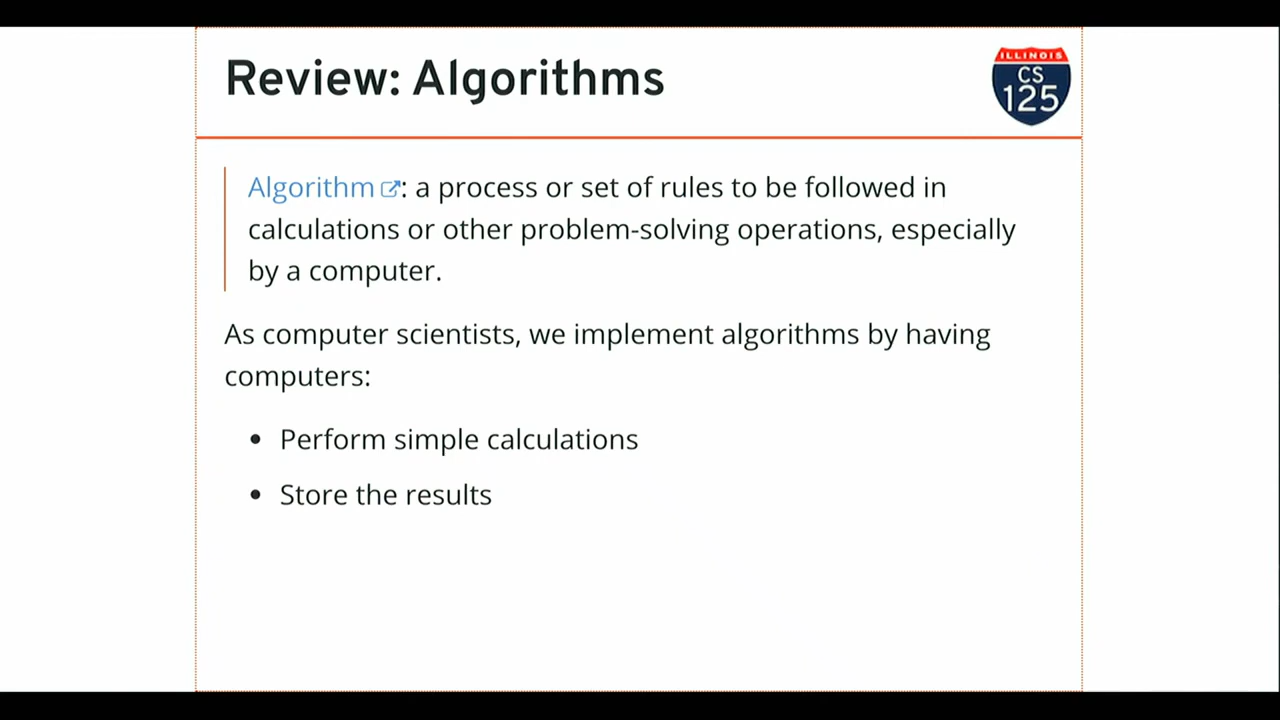 Review: Algorithms
ILLINOIS
CS
125
Algorithm: a process or set of rules to be followed in
calculations or other problem-solving operations, especially
by a computer.
As computer scientists, we implement algorithms by having
computers:
• Perform simple calculations
• Store the results